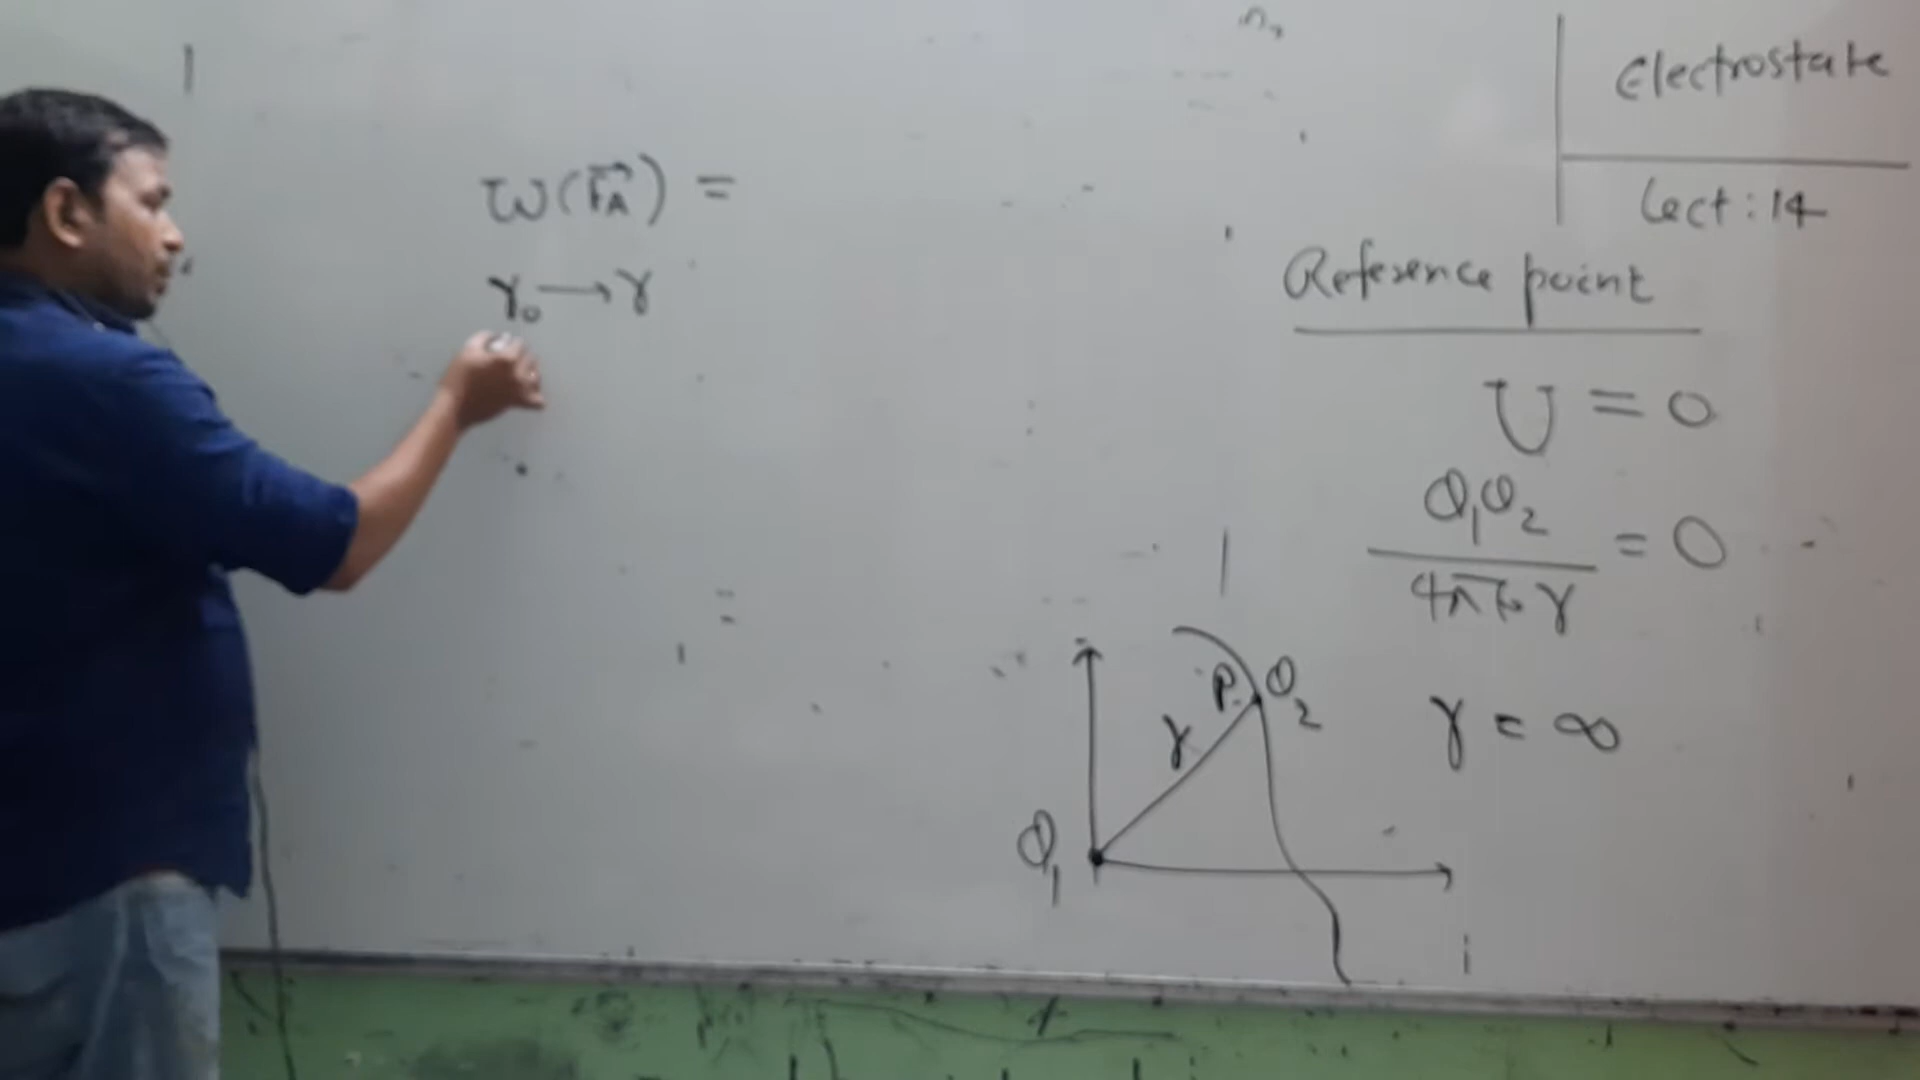 Electrostate
Lect: 14
W(F⃗A) =
r₀ → r
Reference point
U = 0
Q₁Q₂
4πε₀r
= 0
P
Q₂
r
r = ∞
Q₁